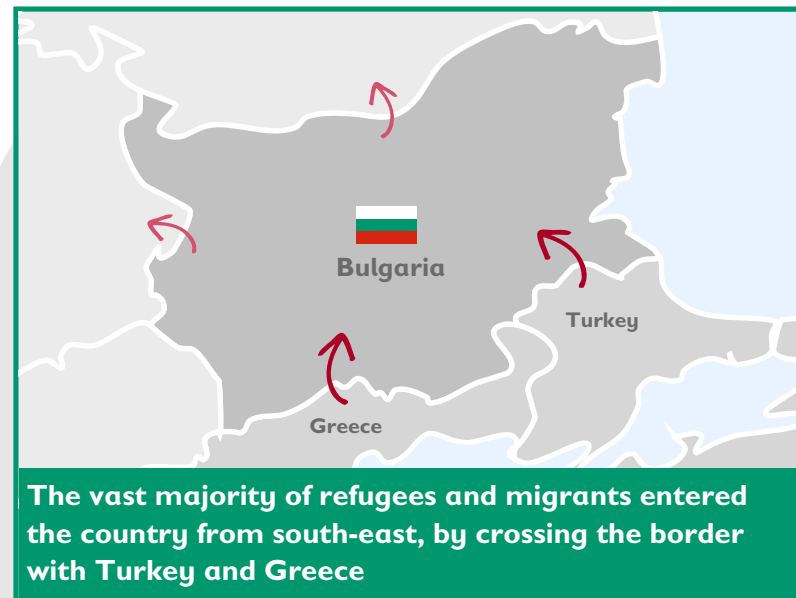 Bulgaria
Turkey
Greece
The vast majority of refugees and migrants entered
the country from south-east, by crossing the border
with Turkey and Greece